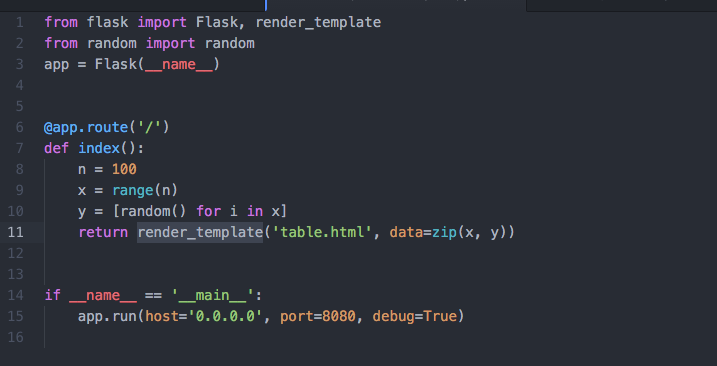 1 from flask import Flask, render_template
2 from random import random
3 app = Flask(__name__)
4
5
6 @app.route('/')
7 def index():
8     n = 100
9     x = range(n)
10     y = [random() for i in x]
11     return render_template('table.html', data=zip(x, y))
12
13
14 if __name__ == '__main__':
15     app.run(host='0.0.0.0', port=8080, debug=True)
16